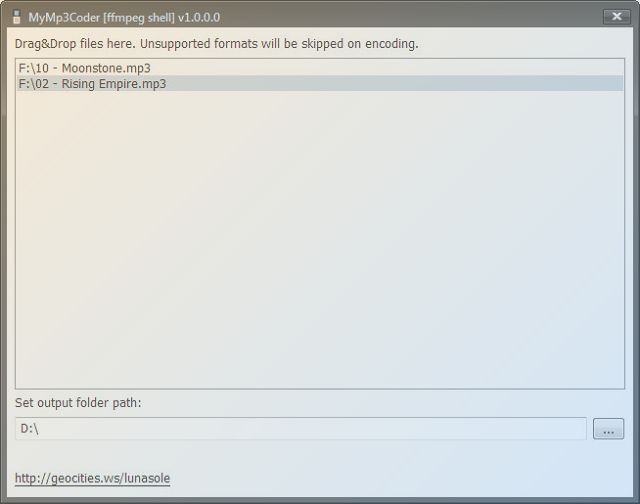 MyMp3Coder [ffmpeg shell] v1.0.0.0
Drag&Drop files here. Unsupported formats will be skipped on encoding.
F:\10 - Moonstone.mp3
F:\02 - Rising Empire.mp3
Set output folder path:
D:\
...
http://geocities.ws/lunasole